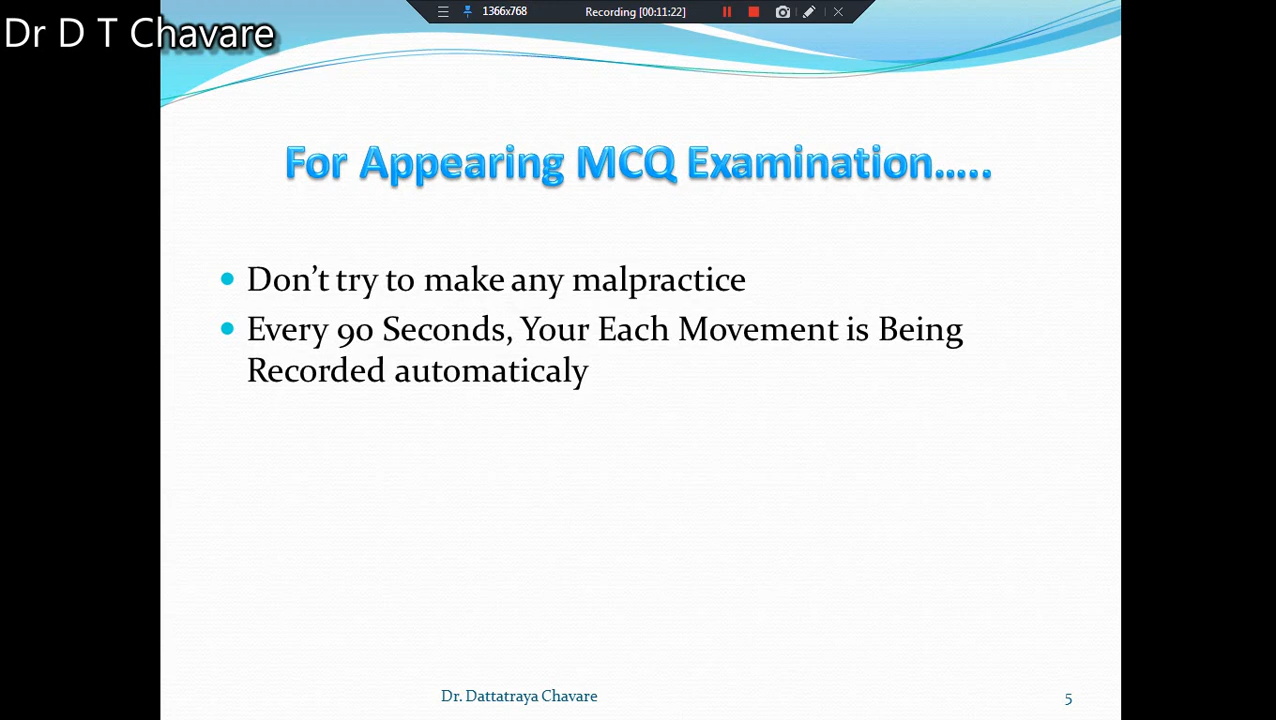 1366x768 Recording [00:11:22]
Dr D T Chavare
For Appearing MCQ Examination.....
• Don’t try to make any malpractice
• Every 90 Seconds, Your Each Movement is Being
Recorded automaticaly
Dr. Dattatraya Chavare 5